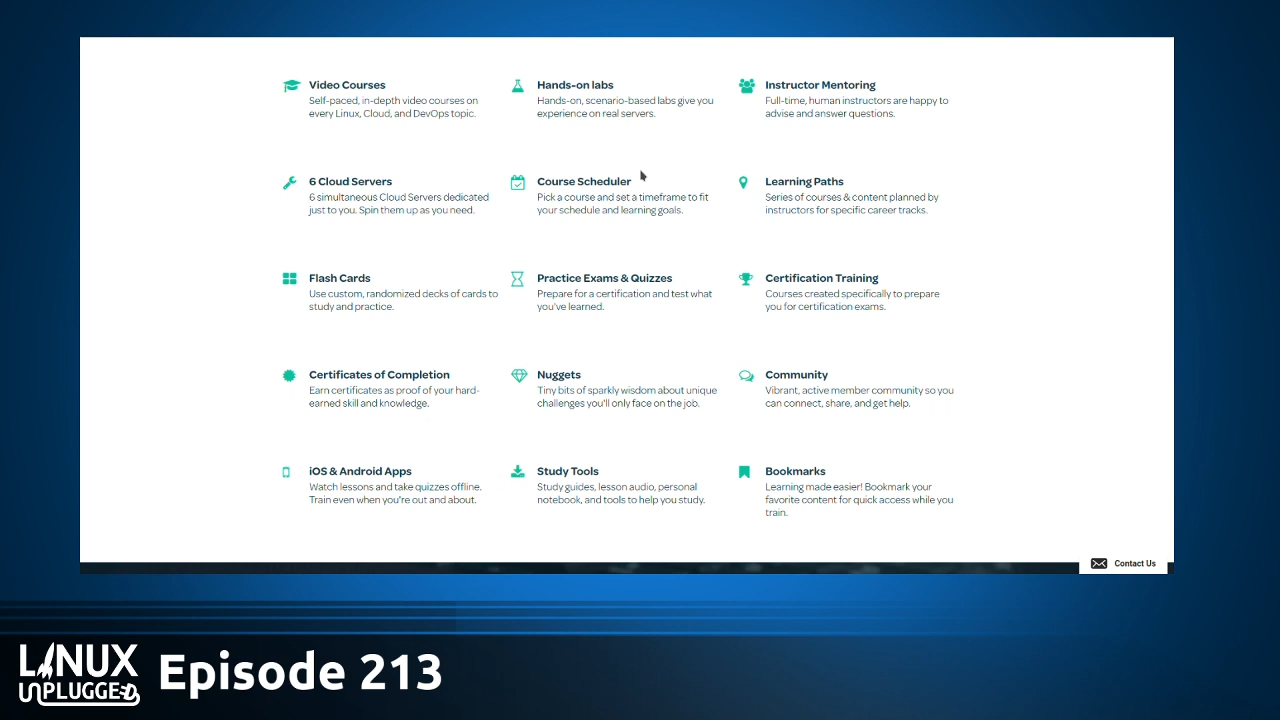 Video Courses
Self-paced, in-depth video courses on
every Linux, Cloud, and DevOps topic.
Hands-on labs
Hands-on, scenario-based labs give you
experience on real servers.
Instructor Mentoring
Full-time, human instructors are happy to
advise and answer questions.
6 Cloud Servers
6 simultaneous Cloud Servers dedicated
just to you. Spin them up as you need.
Course Scheduler
Pick a course and set a timeframe to fit
your schedule and learning goals.
Learning Paths
Series of courses & content planned by
instructors for specific career tracks.
Flash Cards
Use custom, randomized decks of cards to
study and practice.
Practice Exams & Quizzes
Prepare for a certification and test what
you've learned.
Certification Training
Courses created specifically to prepare
you for certification exams.
Certificates of Completion
Earn certificates as proof of your hard-
earned skill and knowledge.
Nuggets
Tiny bits of sparkly wisdom about unique
challenges you'll only face on the job.
Community
Vibrant, active member community so you
can connect, share, and get help.
iOS & Android Apps
Watch lessons and take quizzes offline.
Train even when you're out and about.
Study Tools
Study guides, lesson audio, personal
notebook, and tools to help you study.
Bookmarks
Learning made easier! Bookmark your
favorite content for quick access while you
train.
Contact Us
LINUX
UNPLUGGED
Episode 213